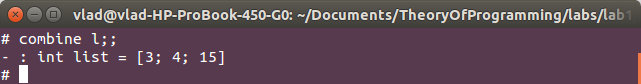 vlad@vlad-HP-ProBook-450-G0: ~/Documents/TheoryOfProgramming/labs/lab1
# combine l;;
- : int list = [3; 4; 15]
#